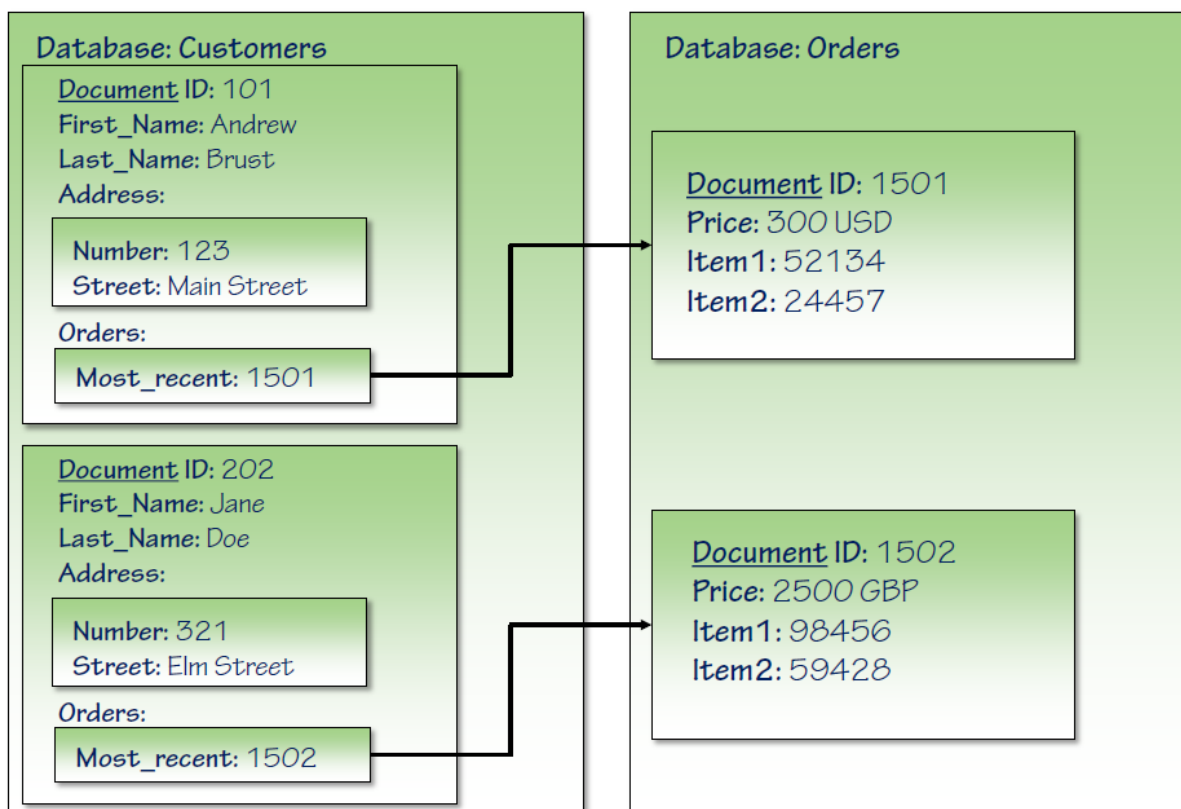 Database: Customers
Document ID: 101
First_Name: Andrew
Last_Name: Brust
Address:
Number: 123
Street: Main Street
Orders:
Most_recent: 1501
Document ID: 202
First_Name: Jane
Last_Name: Doe
Address:
Number: 321
Street: Elm Street
Orders:
Most_recent: 1502
Database: Orders
Document ID: 1501
Price: 300 USD
Item1: 52134
Item2: 24457
Document ID: 1502
Price: 2500 GBP
Item1: 98456
Item2: 59428